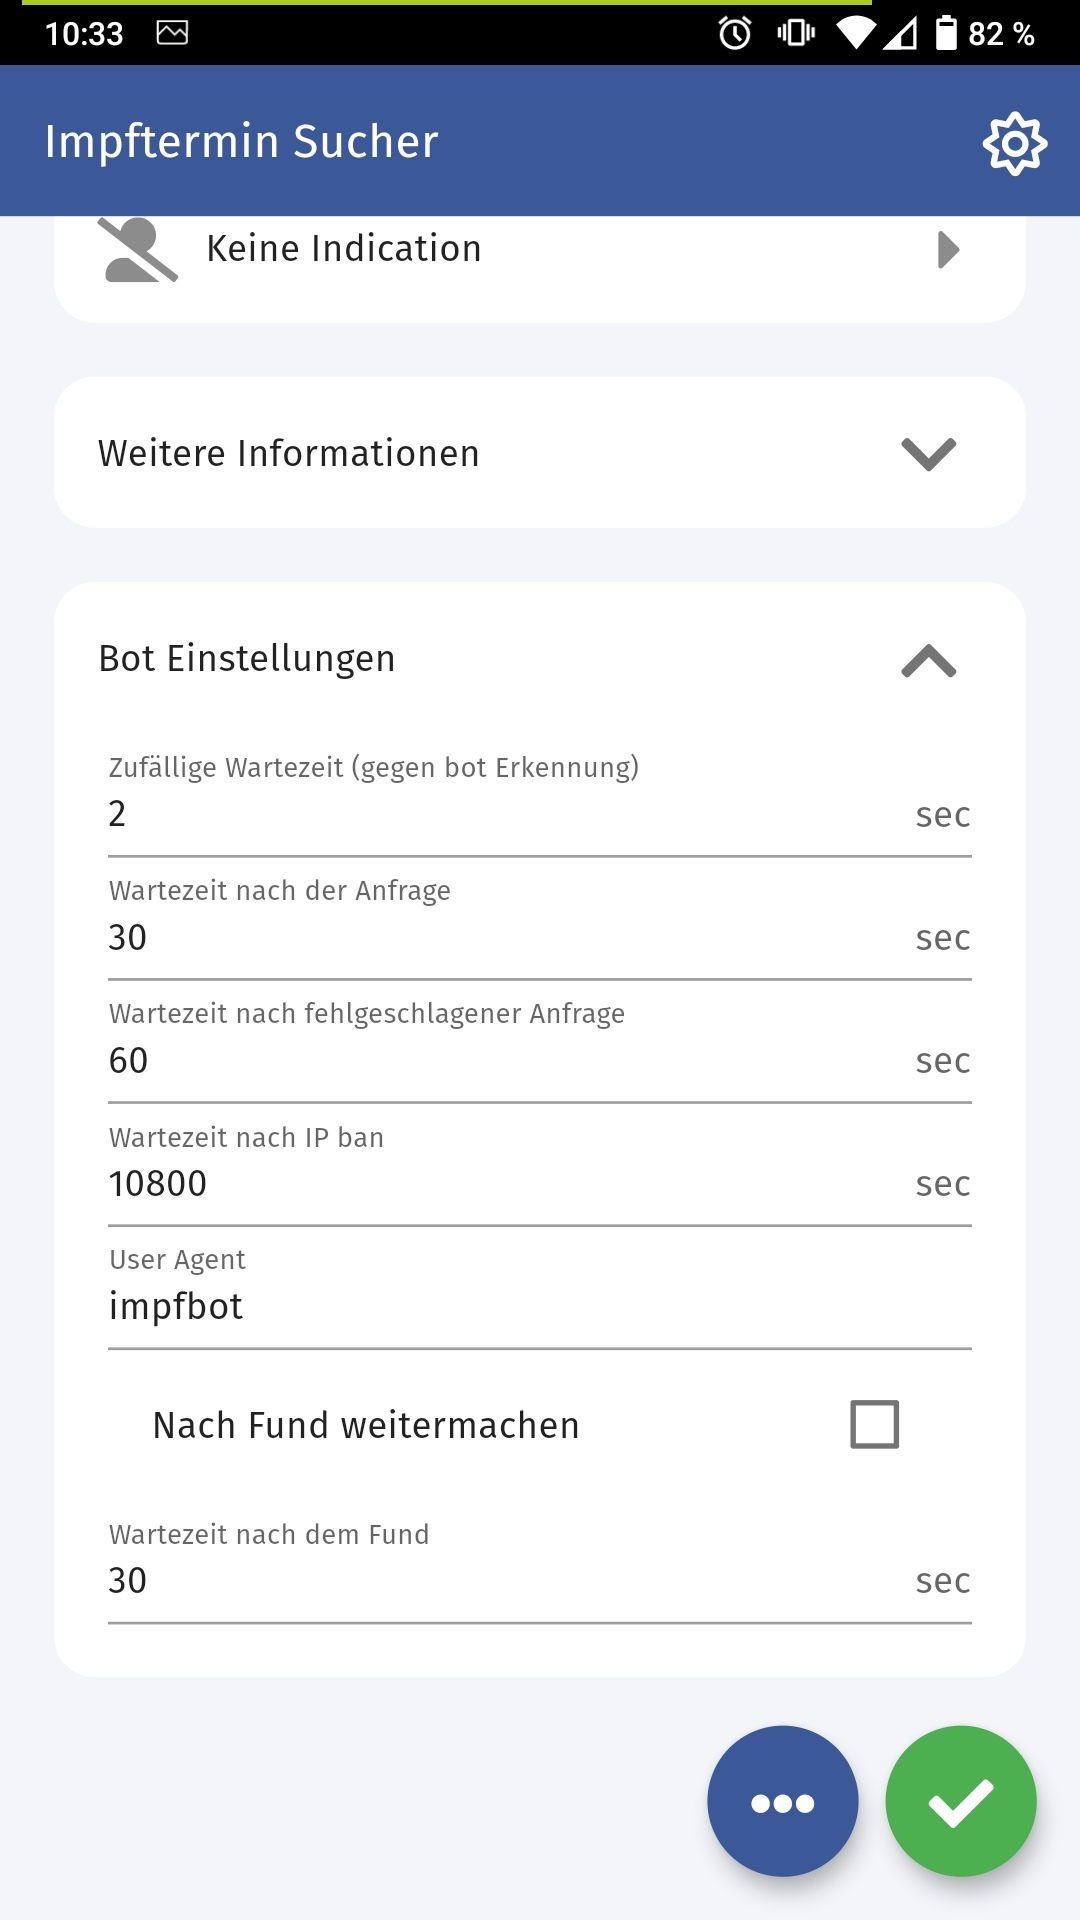 10:33
82 %
Impftermin Sucher
Keine Indication
Weitere Informationen
Bot Einstellungen
Zufällige Wartezeit (gegen bot Erkennung)
2 sec
Wartezeit nach der Anfrage
30 sec
Wartezeit nach fehlgeschlagener Anfrage
60 sec
Wartezeit nach IP ban
10800 sec
User Agent
impfbot
Nach Fund weitermachen
Wartezeit nach dem Fund
30 sec